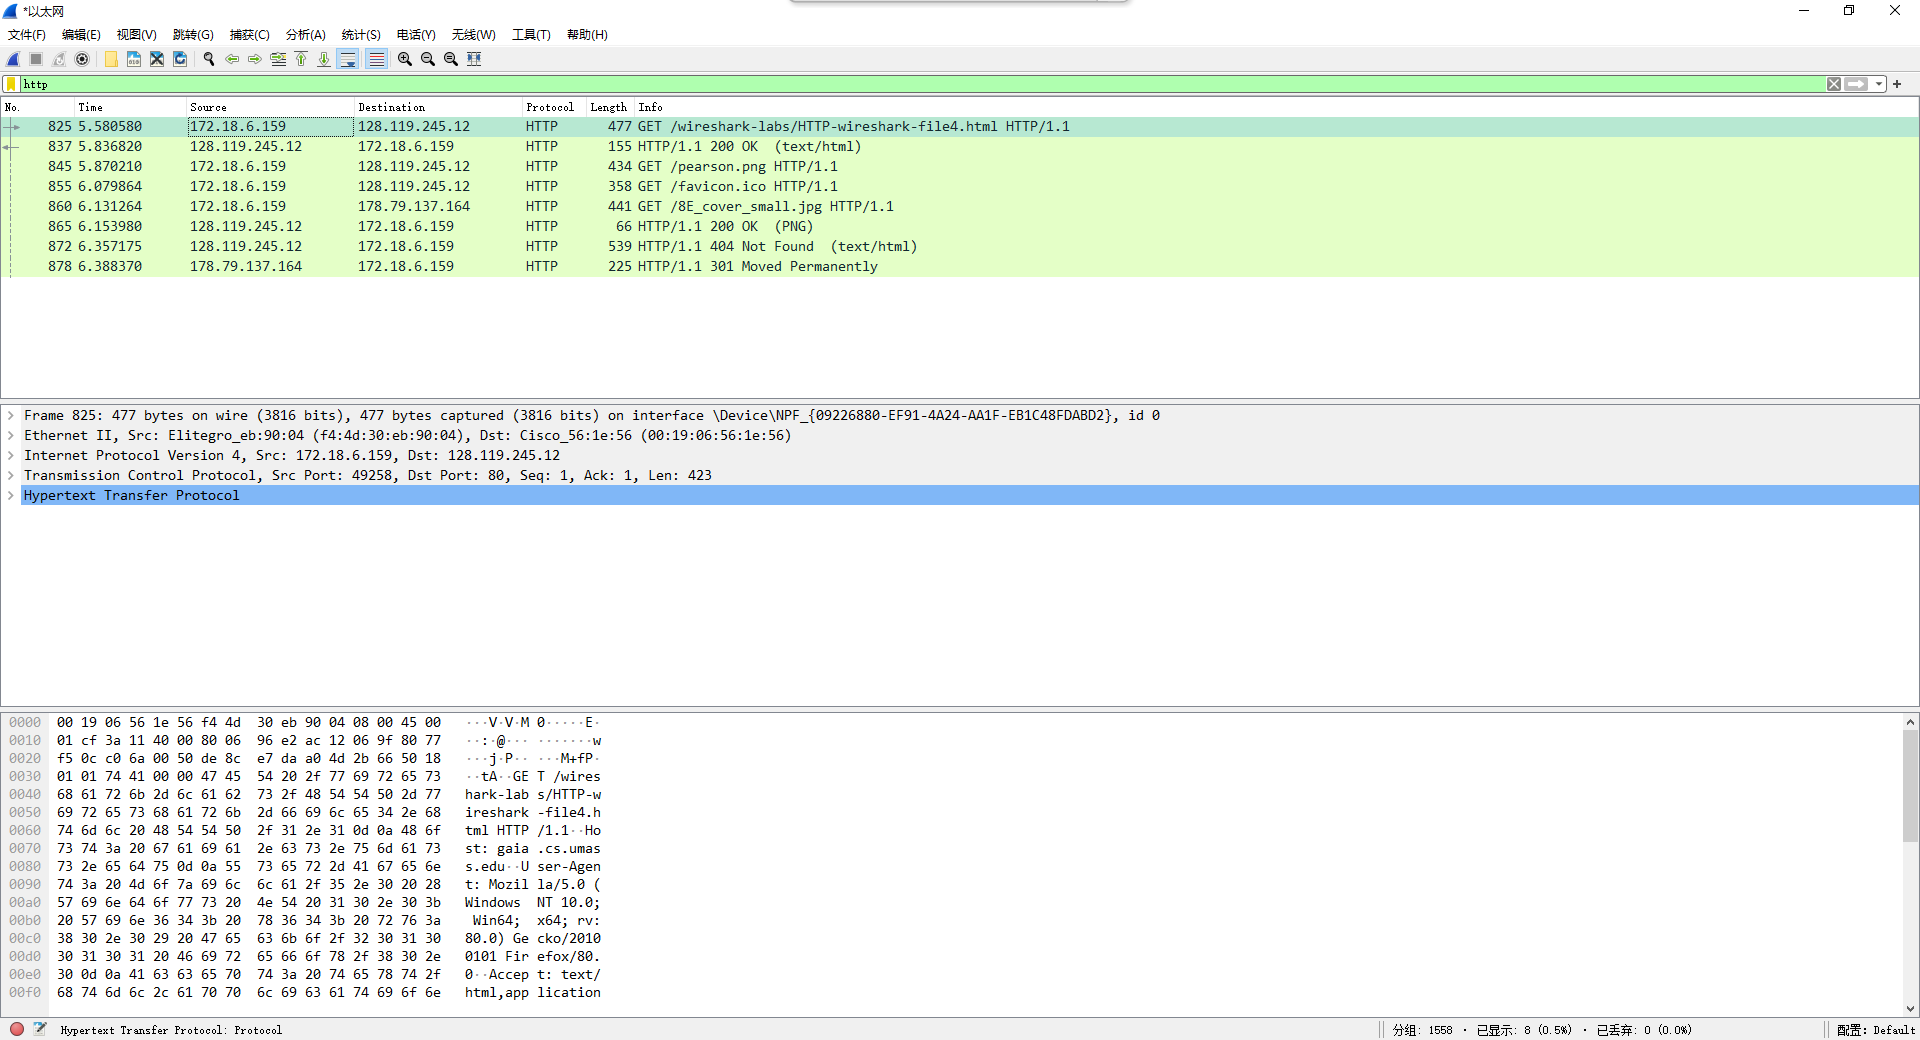 *以太网
文件(F) 编辑(E) 视图(V) 跳转(G) 捕获(C) 分析(A) 统计(S) 电话(Y) 无线(W) 工具(T) 帮助(H)
http
No. Time Source Destination Protocol Length Info
825 5.580580 172.18.6.159 128.119.245.12 HTTP 477 GET /wireshark-labs/HTTP-wireshark-file4.html HTTP/1.1
837 5.836820 128.119.245.12 172.18.6.159 HTTP 155 HTTP/1.1 200 OK (text/html)
845 5.870210 172.18.6.159 128.119.245.12 HTTP 434 GET /pearson.png HTTP/1.1
855 6.079864 172.18.6.159 128.119.245.12 HTTP 358 GET /favicon.ico HTTP/1.1
860 6.131264 172.18.6.159 178.79.137.164 HTTP 441 GET /8E_cover_small.jpg HTTP/1.1
865 6.153980 128.119.245.12 172.18.6.159 HTTP 66 HTTP/1.1 200 OK (PNG)
872 6.357175 128.119.245.12 172.18.6.159 HTTP 539 HTTP/1.1 404 Not Found (text/html)
878 6.388370 178.79.137.164 172.18.6.159 HTTP 225 HTTP/1.1 301 Moved Permanently
Frame 825: 477 bytes on wire (3816 bits), 477 bytes captured (3816 bits) on interface \Device\NPF_{09226880-EF91-4A24-AA1F-EB1C48FDABD2}, id 0
Ethernet II, Src: Elitegro_eb:90:04 (f4:4d:30:eb:90:04), Dst: Cisco_56:1e:56 (00:19:06:56:1e:56)
Internet Protocol Version 4, Src: 172.18.6.159, Dst: 128.119.245.12
Transmission Control Protocol, Src Port: 49258, Dst Port: 80, Seq: 1, Ack: 1, Len: 423
Hypertext Transfer Protocol
0000 00 19 06 56 1e 56 f4 4d 30 eb 90 04 08 00 45 00 ···V·V·M 0·····E·
0010 01 cf 3a 11 40 00 80 06 96 e2 ac 12 06 9f 80 77 ··:·@··· ·······w
0020 f5 0c c0 6a 00 50 de 8c e7 da a0 4d 2b 66 50 18 ···j·P·· ···M+fP·
0030 01 01 74 41 00 00 47 45 54 20 2f 77 69 72 65 73 ··tA··GE T /wires
0040 68 61 72 6b 2d 6c 61 62 73 2f 48 54 54 50 2d 77 hark-lab s/HTTP-w
0050 69 72 65 73 68 61 72 6b 2d 66 69 6c 65 34 2e 68 ireshark -file4.h
0060 74 6d 6c 20 48 54 54 50 2f 31 2e 31 0d 0a 48 6f tml HTTP /1.1··Ho
0070 73 74 3a 20 67 61 69 61 2e 63 73 2e 75 6d 61 73 st: gaia .cs.umas
0080 73 2e 65 64 75 0d 0a 55 73 65 72 2d 41 67 65 6e s.edu··U ser-Agen
0090 74 3a 20 4d 6f 7a 69 6c 6c 61 2f 35 2e 30 20 28 t: Mozil la/5.0 (
00a0 57 69 6e 64 6f 77 73 20 4e 54 20 31 30 2e 30 3b Windows NT 10.0;
00b0 20 57 69 6e 36 34 3b 20 78 36 34 3b 20 72 76 3a Win64; x64; rv:
00c0 38 30 2e 30 29 20 47 65 63 6b 6f 2f 32 30 31 30 80.0) Ge cko/2010
00d0 30 31 30 31 20 46 69 72 65 66 6f 78 2f 38 30 2e 0101 Fir efox/80.
00e0 30 0d 0a 41 63 63 65 70 74 3a 20 74 65 78 74 2f 0··Accep t: text/
00f0 68 74 6d 6c 2c 61 70 70 6c 69 63 61 74 69 6f 6e html,app lication
Hypertext Transfer Protocol: Protocol 分组: 1558 · 已显示: 8 (0.5%) · 已丢弃: 0 (0.0%) 配置: Default